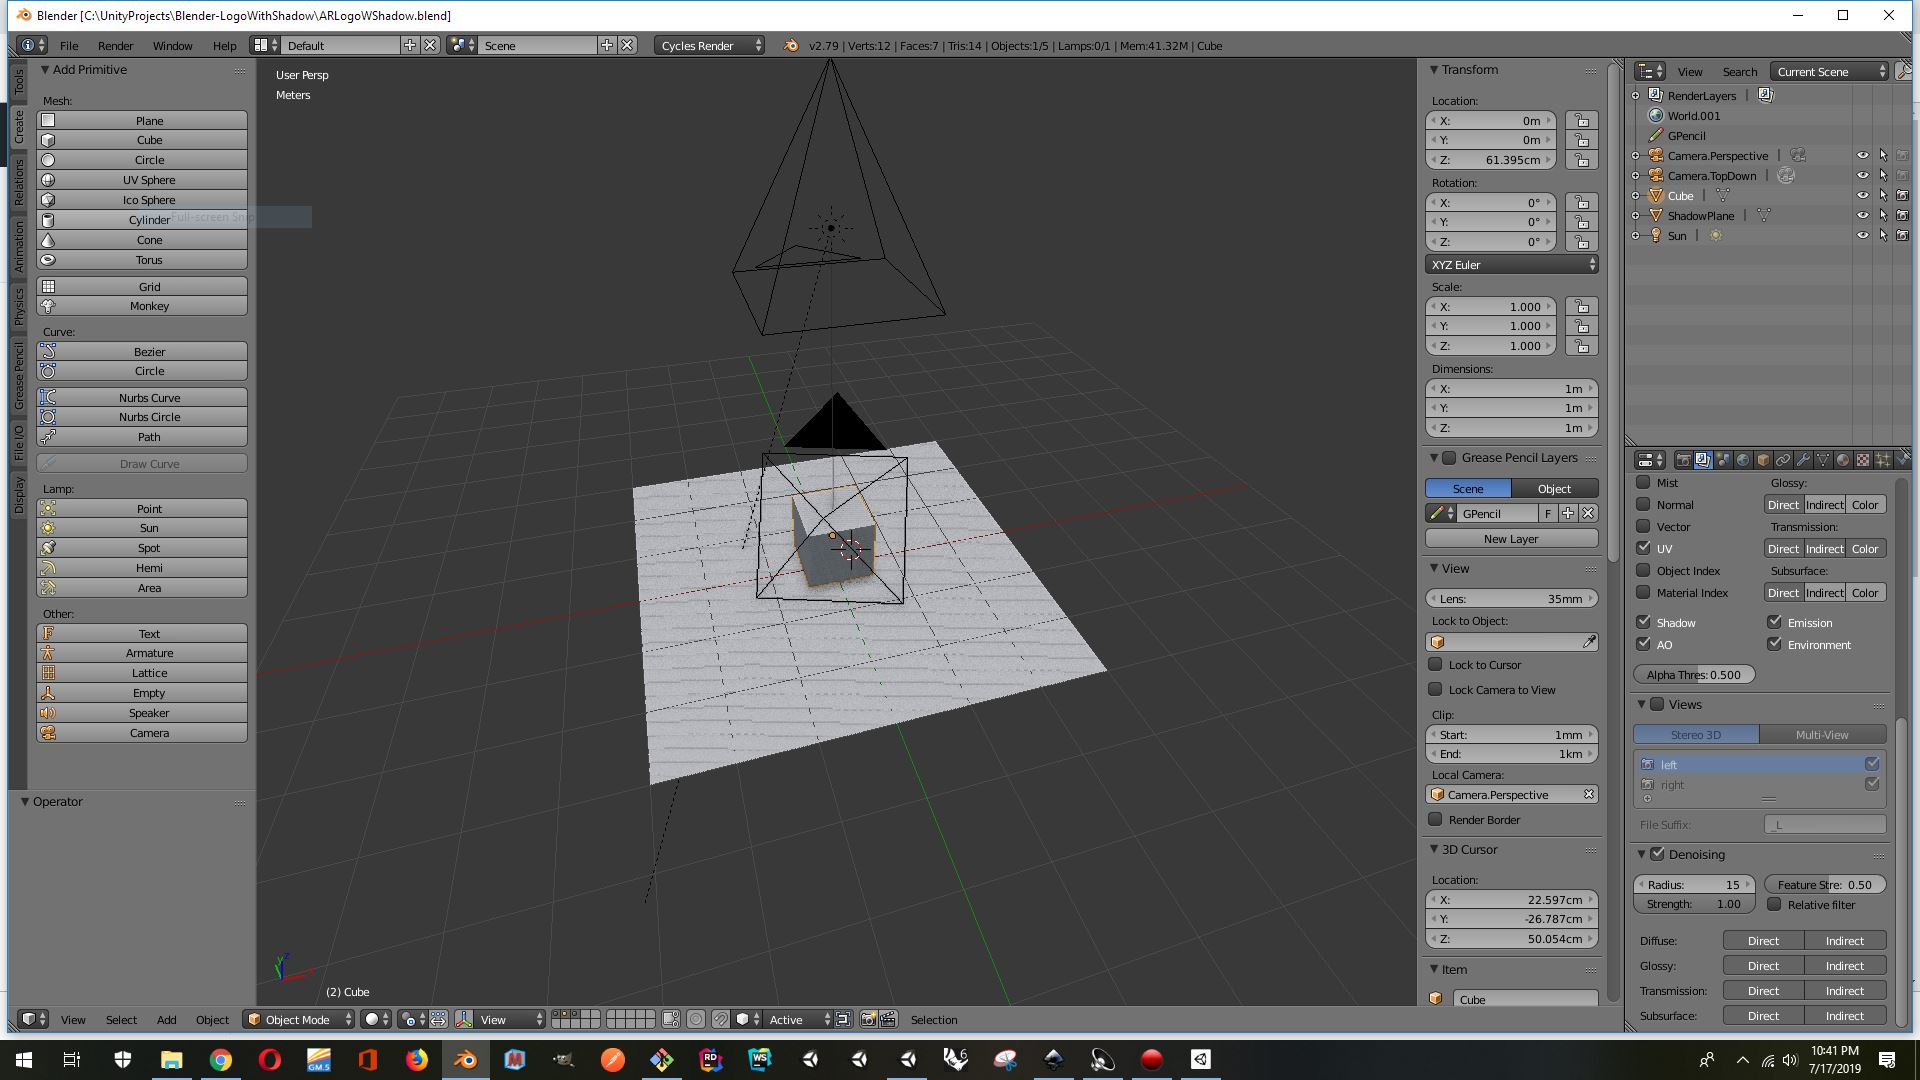 Blender [C:\UnityProjects\Blender-LogoWithShadow\ARLogoWShadow.blend]
File Render Window Help Default Scene Cycles Render v2.79 | Verts:12 | Faces:7 | Tris:14 | Objects:1/5 | Lamps:0/1 | Mem:41.32M | Cube
Tools
Create
Relations
Animation
Physics
Grease Pencil
File I/O
Display
Add Primitive
Mesh:
Plane
Cube
Circle
UV Sphere
Ico Sphere
Cylinder
Full-screen Snip
Cone
Torus
Grid
Monkey
Curve:
Bezier
Circle
Nurbs Curve
Nurbs Circle
Path
Draw Curve
Lamp:
Point
Sun
Spot
Hemi
Area
Other:
Text
Armature
Lattice
Empty
Speaker
Camera
Operator
User Persp
Meters
(2) Cube
Transform
Location:
X: 0m
Y: 0m
Z: 61.395cm
Rotation:
X: 0°
Y: 0°
Z: 0°
XYZ Euler
Scale:
X: 1.000
Y: 1.000
Z: 1.000
Dimensions:
X: 1m
Y: 1m
Z: 1m
Grease Pencil Layers
Scene Object
GPencil F
New Layer
View
Lens: 35mm
Lock to Object:
Lock to Cursor
Lock Camera to View
Clip:
Start: 1mm
End: 1km
Local Camera:
Camera.Perspective
Render Border
3D Cursor
Location:
X: 22.597cm
Y: -26.787cm
Z: 50.054cm
Item
Cube
View Search Current Scene
RenderLayers
World.001
GPencil
Camera.Perspective
Camera.TopDown
Cube
ShadowPlane
Sun
Mist Glossy:
Normal Direct Indirect Color
Vector Transmission:
UV Direct Indirect Color
Object Index Subsurface:
Material Index Direct Indirect Color
Shadow Emission
AO Environment
Alpha Thres: 0.500
Views
Stereo 3D Multi-View
left
right
File Suffix: _L
Denoising
Radius: 15 Feature Stre: 0.50
Strength: 1.00 Relative filter
Diffuse: Direct Indirect
Glossy: Direct Indirect
Transmission: Direct Indirect
Subsurface: Direct Indirect
View Select Add Object Object Mode View Active Selection
GM.5
RD
WS
6
10:41 PM
7/17/2019